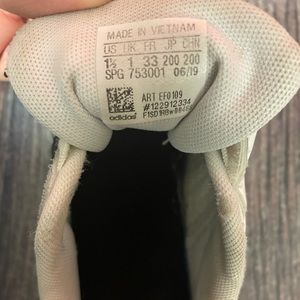 MADE IN VIETNAM
US UK FR JP CHN
1½ 1 33 200 200
SPG 753001 06/19
ART EF0109
#122912334
adidas